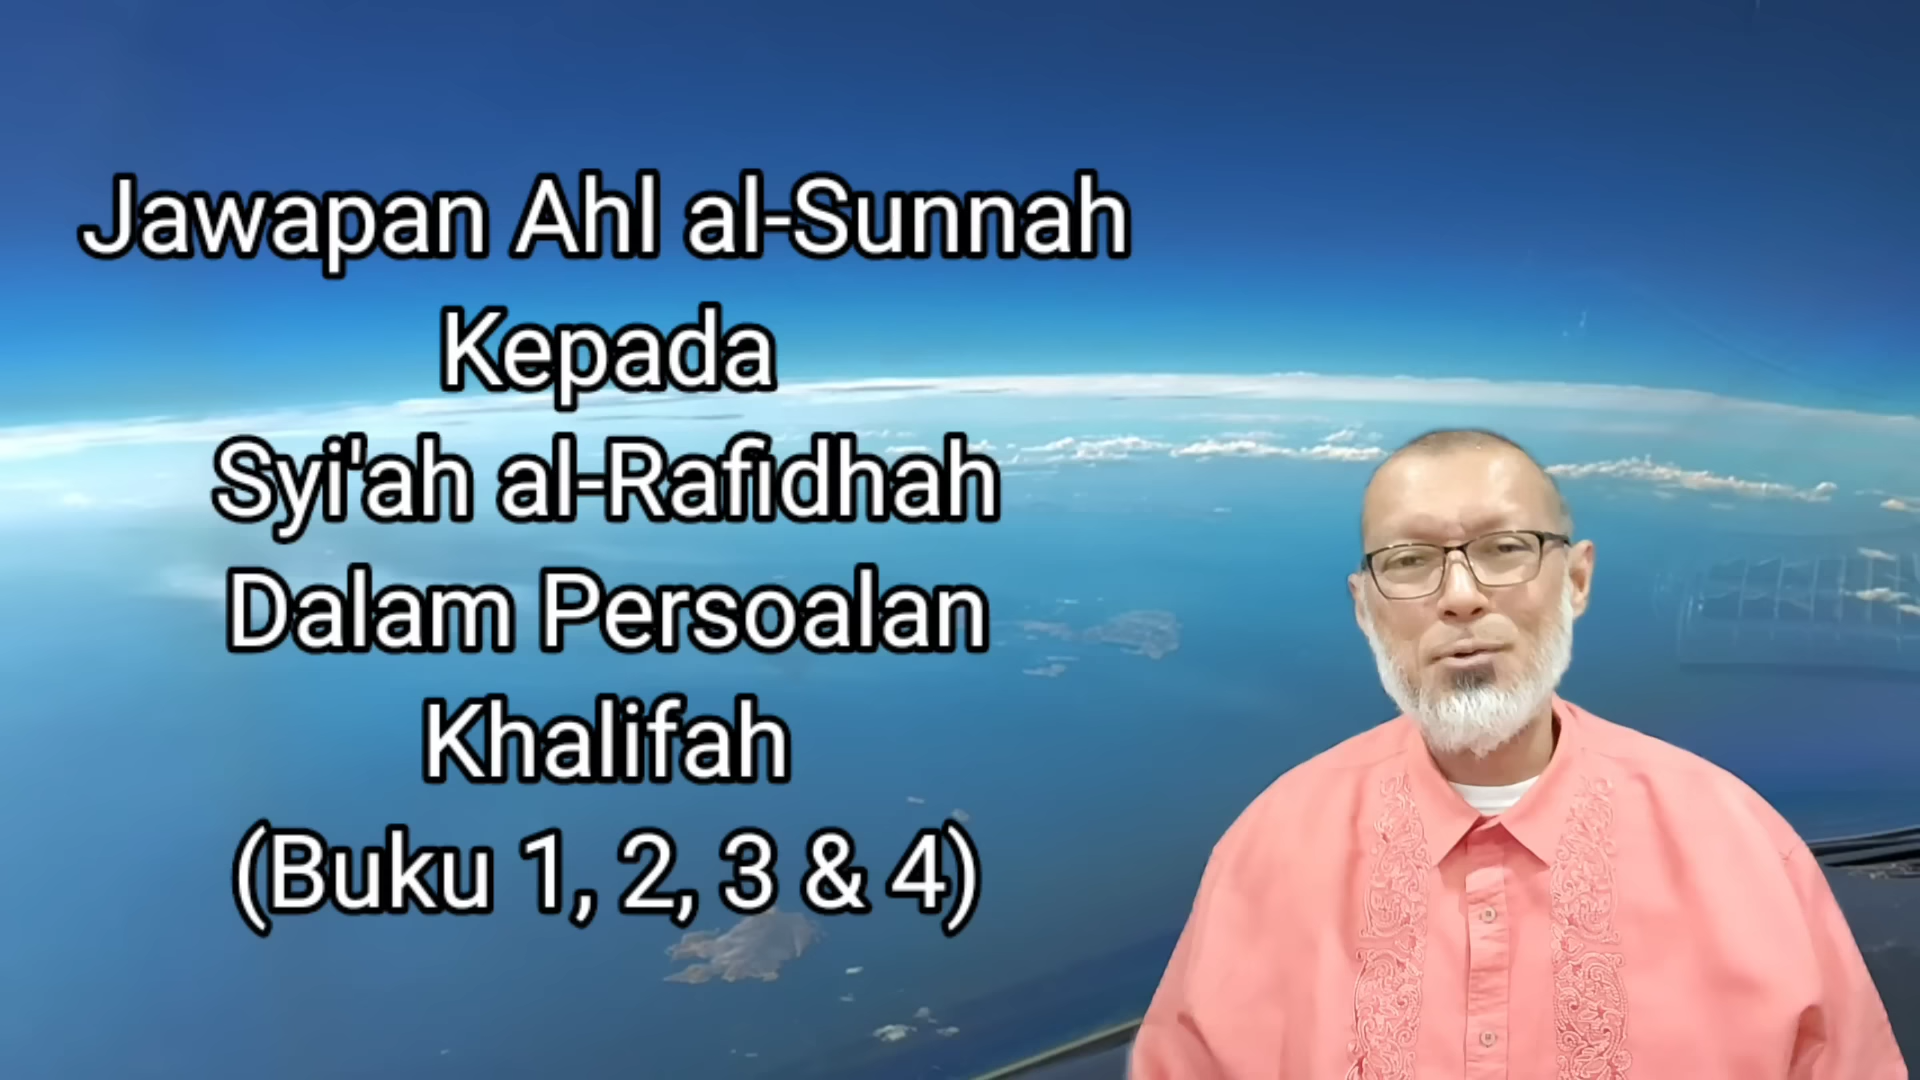 Jawapan Ahl al-Sunnah
Kepada
Syi'ah al-Rafidhah
Dalam Persoalan
Khalifah
(Buku 1, 2, 3 & 4)